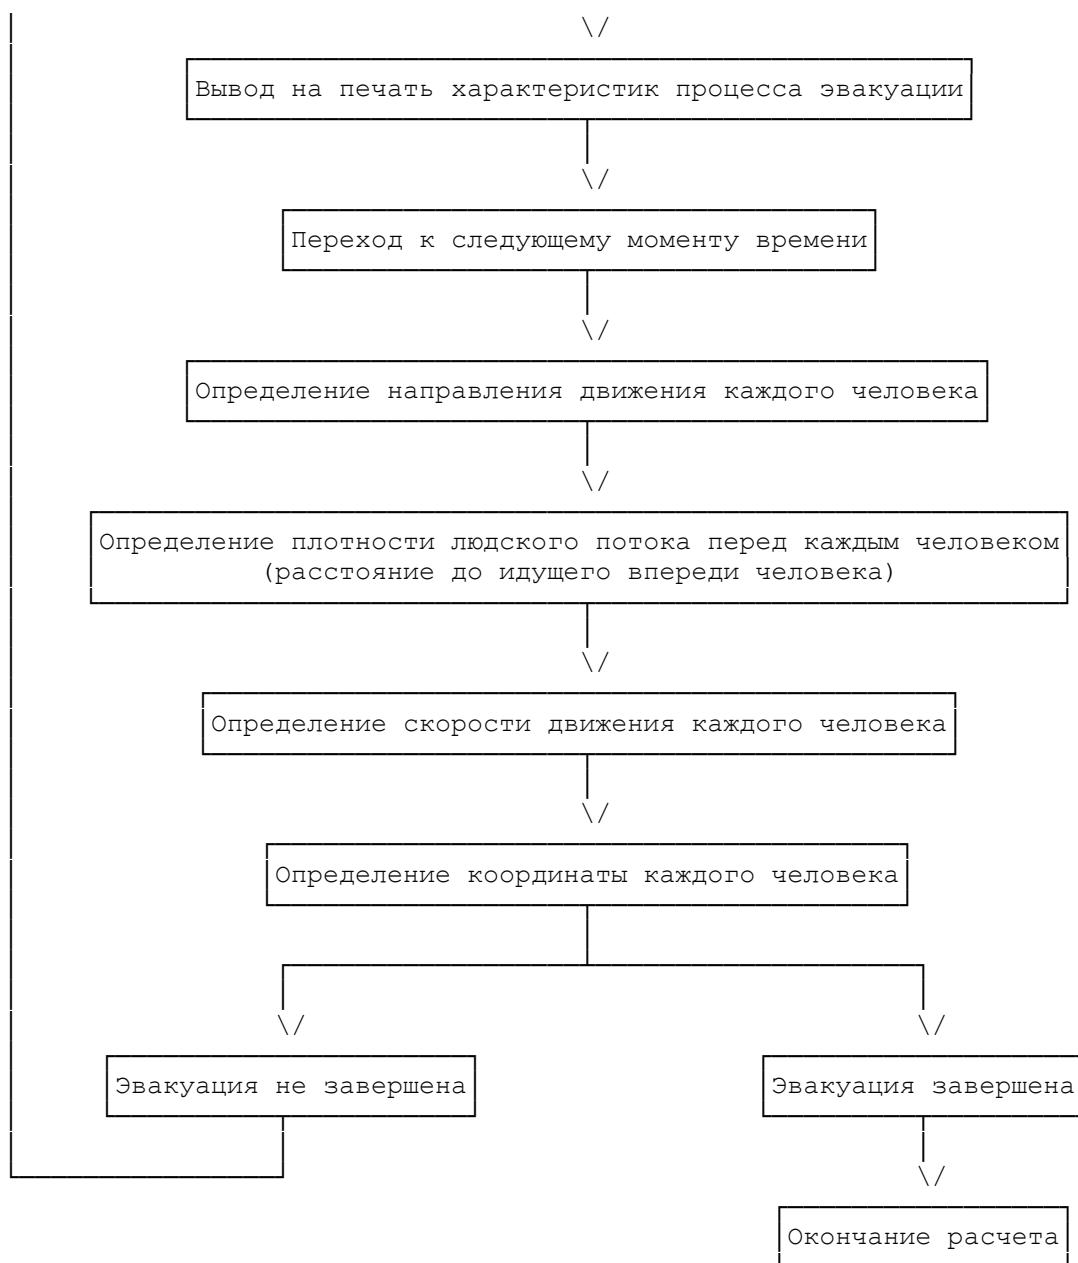 Вывод на печать характеристик процесса эвакуации
Переход к следующему моменту времени
Определение направления движения каждого человека
Определение плотности людского потока перед каждым человеком
(расстояние до идущего впереди человека)
Определение скорости движения каждого человека
Определение координаты каждого человека
Эвакуация не завершена
Эвакуация завершена
Окончание расчета